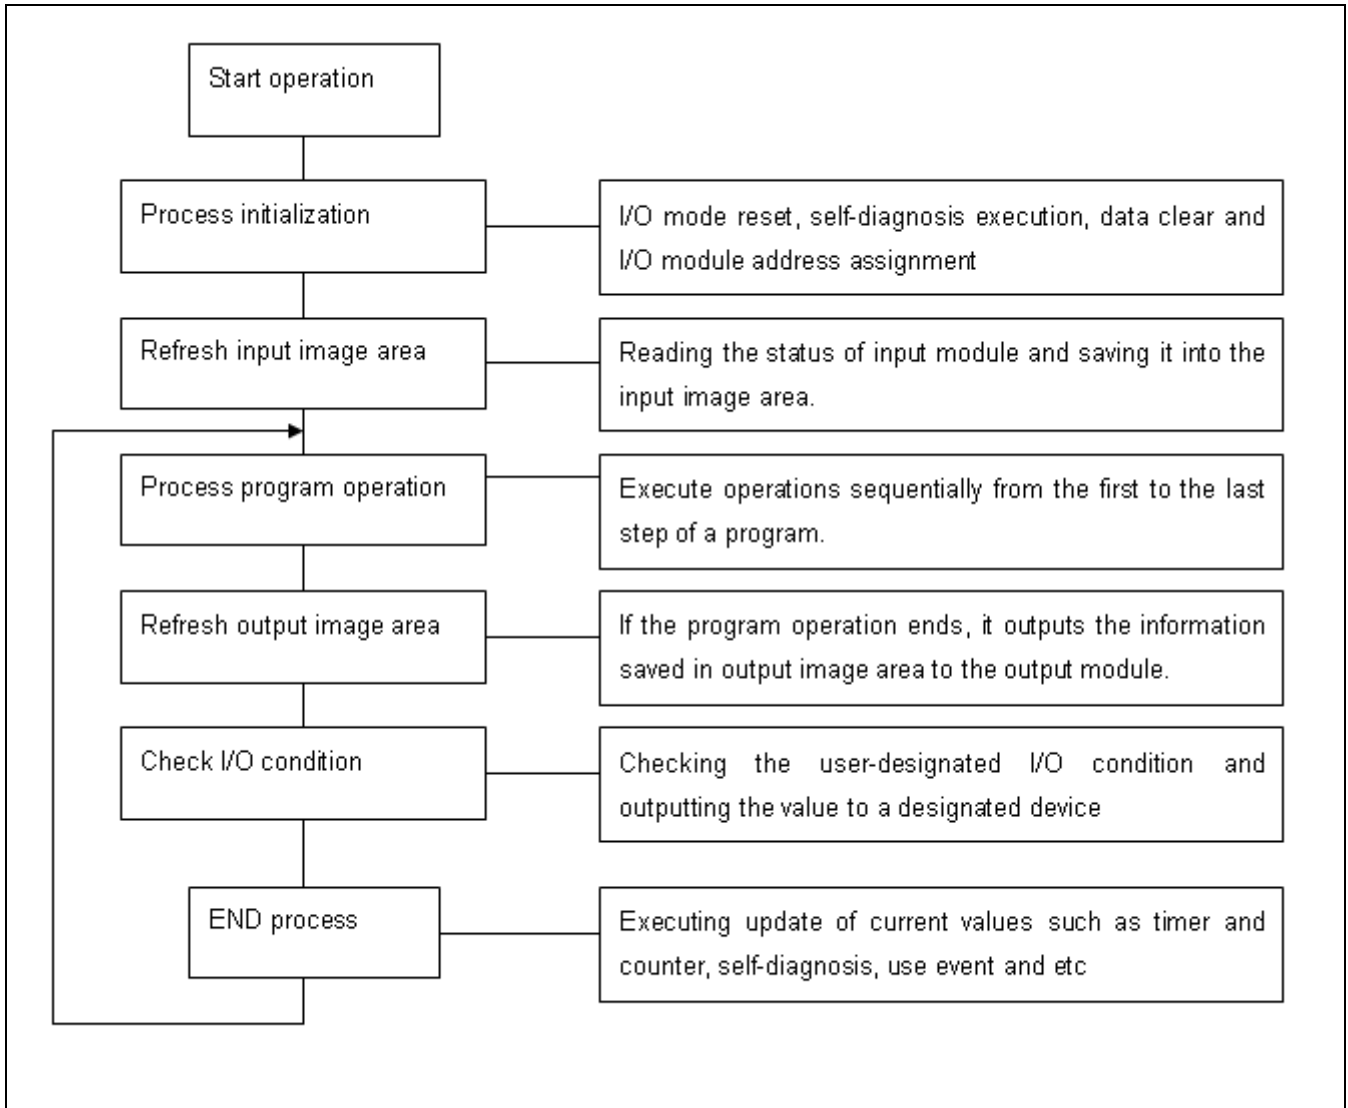 Start operation
Process initialization
I/O mode reset, self-diagnosis execution, data clear and
I/O module address assignment
Refresh input image area
Reading the status of input module and saving it into the
input image area.
Process program operation
Execute operations sequentially from the first to the last
step of a program.
Refresh output image area
If the program operation ends, it outputs the information
saved in output image area to the output module.
Check I/O condition
Checking the user-designated I/O condition and
outputting the value to a designated device
END process
Executing update of current values such as timer and
counter, self-diagnosis, use event and etc